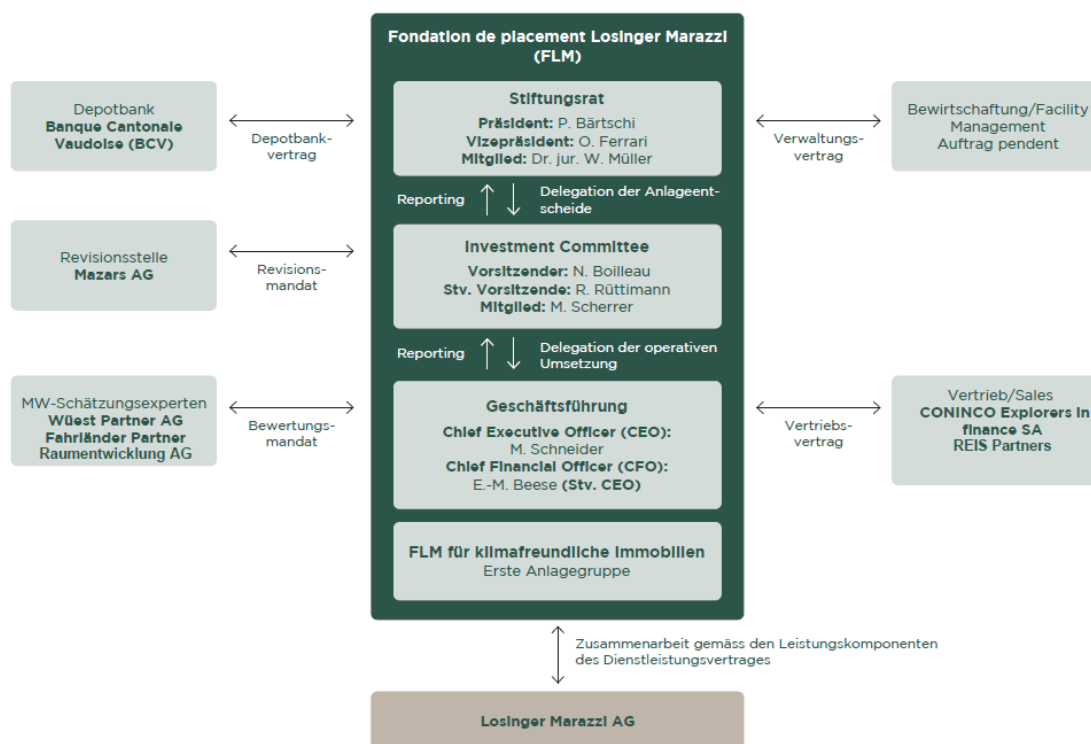 Fondation de placement Losinger Marazzi
(FLM)
Depotbank
Banque Cantonale
Vaudoise (BCV)
Depotbank-
vertrag
Stiftungsrat
Präsident: P. Bärtschi
Vizepräsident: O. Ferrari
Mitglied: Dr. jur. W. Müller
Verwaltungs-
vertrag
Bewirtschaftung/Facility
Management
Auftrag pendent
Reporting
Delegation der Anlageent-
scheide
Revisionsstelle
Mazars AG
Revisions-
mandat
Investment Committee
Vorsitzender: N. Boilleau
Stv. Vorsitzende: R. Rüttimann
Mitglied: M. Scherrer
Reporting
Delegation der operativen
Umsetzung
MW-Schätzungsexperten
Wüest Partner AG
Fahrländer Partner
Raumentwicklung AG
Bewertungs-
mandat
Geschäftsführung
Chief Executive Officer (CEO):
M. Schneider
Chief Financial Officer (CFO):
E.-M. Beese (Stv. CEO)
Vertriebs-
vertrag
Vertrieb/Sales
CONINCO Explorers in
finance SA
REIS Partners
FLM für klimafreundliche Immobilien
Erste Anlagegruppe
Zusammenarbeit gemäss den Leistungskomponenten
des Dienstleistungsvertrages
Losinger Marazzi AG